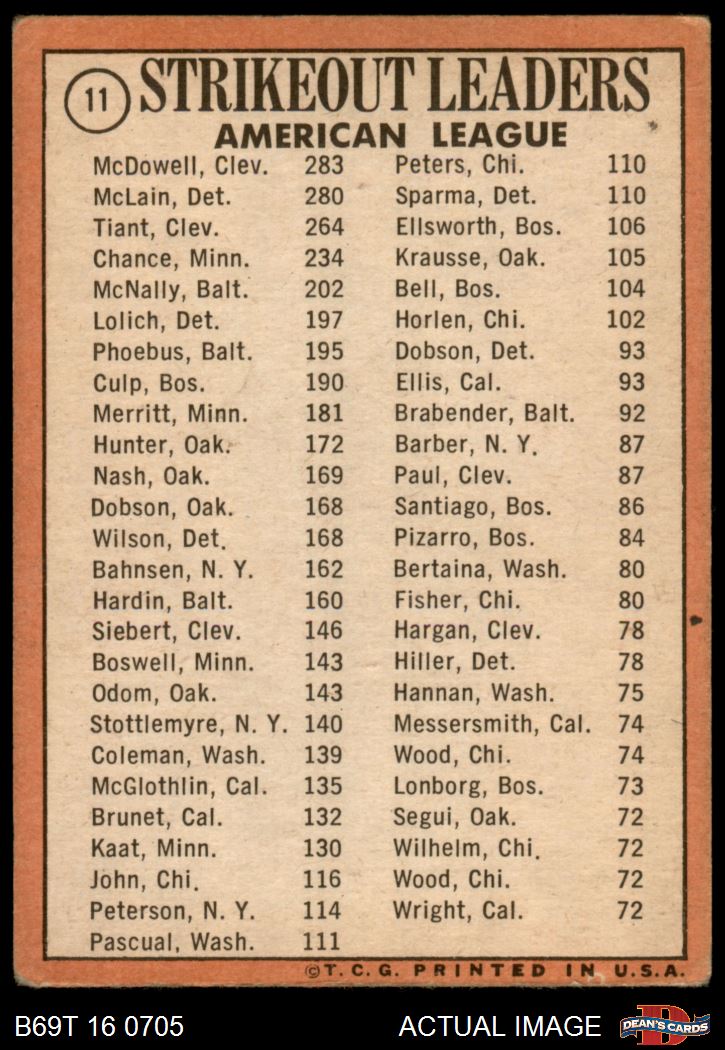 11
STRIKEOUT LEADERS
AMERICAN LEAGUE
McDowell, Clev. 283
McLain, Det. 280
Tiant, Clev. 264
Chance, Minn. 234
McNally, Balt. 202
Lolich, Det. 197
Phoebus, Balt. 195
Culp, Bos. 190
Merritt, Minn. 181
Hunter, Oak. 172
Nash, Oak. 169
Dobson, Oak. 168
Wilson, Det. 168
Bahnsen, N. Y. 162
Hardin, Balt. 160
Siebert, Clev. 146
Boswell, Minn. 143
Odom, Oak. 143
Stottlemyre, N. Y. 140
Coleman, Wash. 139
McGlothlin, Cal. 135
Brunet, Cal. 132
Kaat, Minn. 130
John, Chi. 116
Peterson, N. Y. 114
Pascual, Wash. 111
Peters, Chi. 110
Sparma, Det. 110
Ellsworth, Bos. 106
Krausse, Oak. 105
Bell, Bos. 104
Horlen, Chi. 102
Dobson, Det. 93
Ellis, Cal. 93
Brabender, Balt. 92
Barber, N. Y. 87
Paul, Clev. 87
Santiago, Bos. 86
Pizarro, Bos. 84
Bertaina, Wash. 80
Fisher, Chi. 80
Hargan, Clev. 78
Hiller, Det. 78
Hannan, Wash. 75
Messersmith, Cal. 74
Wood, Chi. 74
Lonborg, Bos. 73
Segui, Oak. 72
Wilhelm, Chi. 72
Wood, Chi. 72
Wright, Cal. 72
©T.C.G. PRINTED IN U.S.A.
B69T 16 0705
ACTUAL IMAGE
D
DEAN'S CARDS